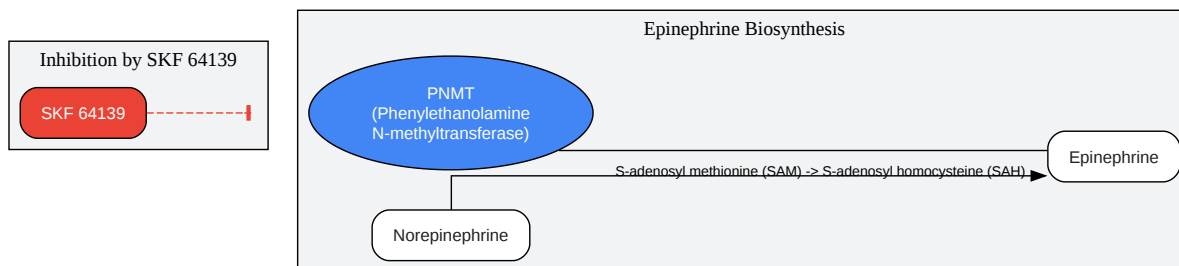 Inhibition by SKF 64139
SKF 64139
Epinephrine Biosynthesis
PNMT
(Phenylethanolamine
N-methyltransferase)
Epinephrine
S-adenosyl methionine (SAM) -> S-adenosyl homocysteine (SAH)
Norepinephrine